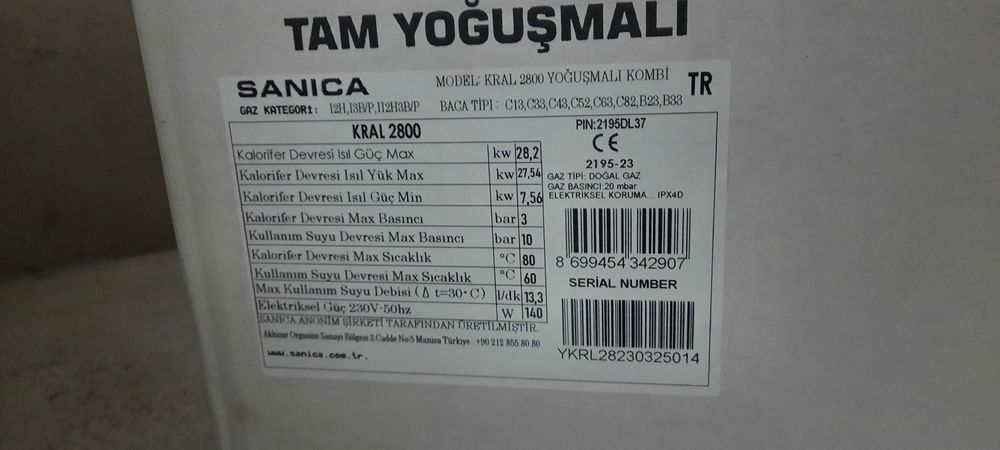 TAM YOĞUŞMALI
SANICA
MODEL: KRAL 2800 YOĞUŞMALI KOMBİ
TR
GAZ KATEGORİ: I2H,I3B/P,II2H3B/P
BACA TİPI : C13,C33,C43,C52,C63,C82,B23,B33
KRAL 2800
Kalorifer Devresi Isıl Güç Max kw 28,2
Kalorifer Devresi Isıl Yük Max kw 27,54
Kalorifer Devresi Isıl Güç Min kw 7,56
Kalorifer Devresi Max Basıncı bar 3
Kullanım Suyu Devresi Max Basıncı bar 10
Kalorifer Devresi Max Sıcaklık °C 80
Kullanım Suyu Devresi Max Sıcaklık °C 60
Max Kullanım Suyu Debisi (Δ t=30°C) l/dk 13,3
Elektriksel Güç 230V-50hz W 140
SANICA ANONİM ŞİRKETİ TARAFINDAN ÜRETİLMİŞTİR.
Akhisar Organize Sanayi Bölgesi 2.Cadde No:5 Manisa Türkiye +90 212 855 80 80
www.sanica.com.tr.
PIN:2195DL37
CE
2195-23
GAZ TİPİ: DOĞAL GAZ
GAZ BASINCI:20 mbar
ELEKTRİKSEL KORUMA... IPX4D
8 699454 342907
SERIAL NUMBER
YKRL28230325014